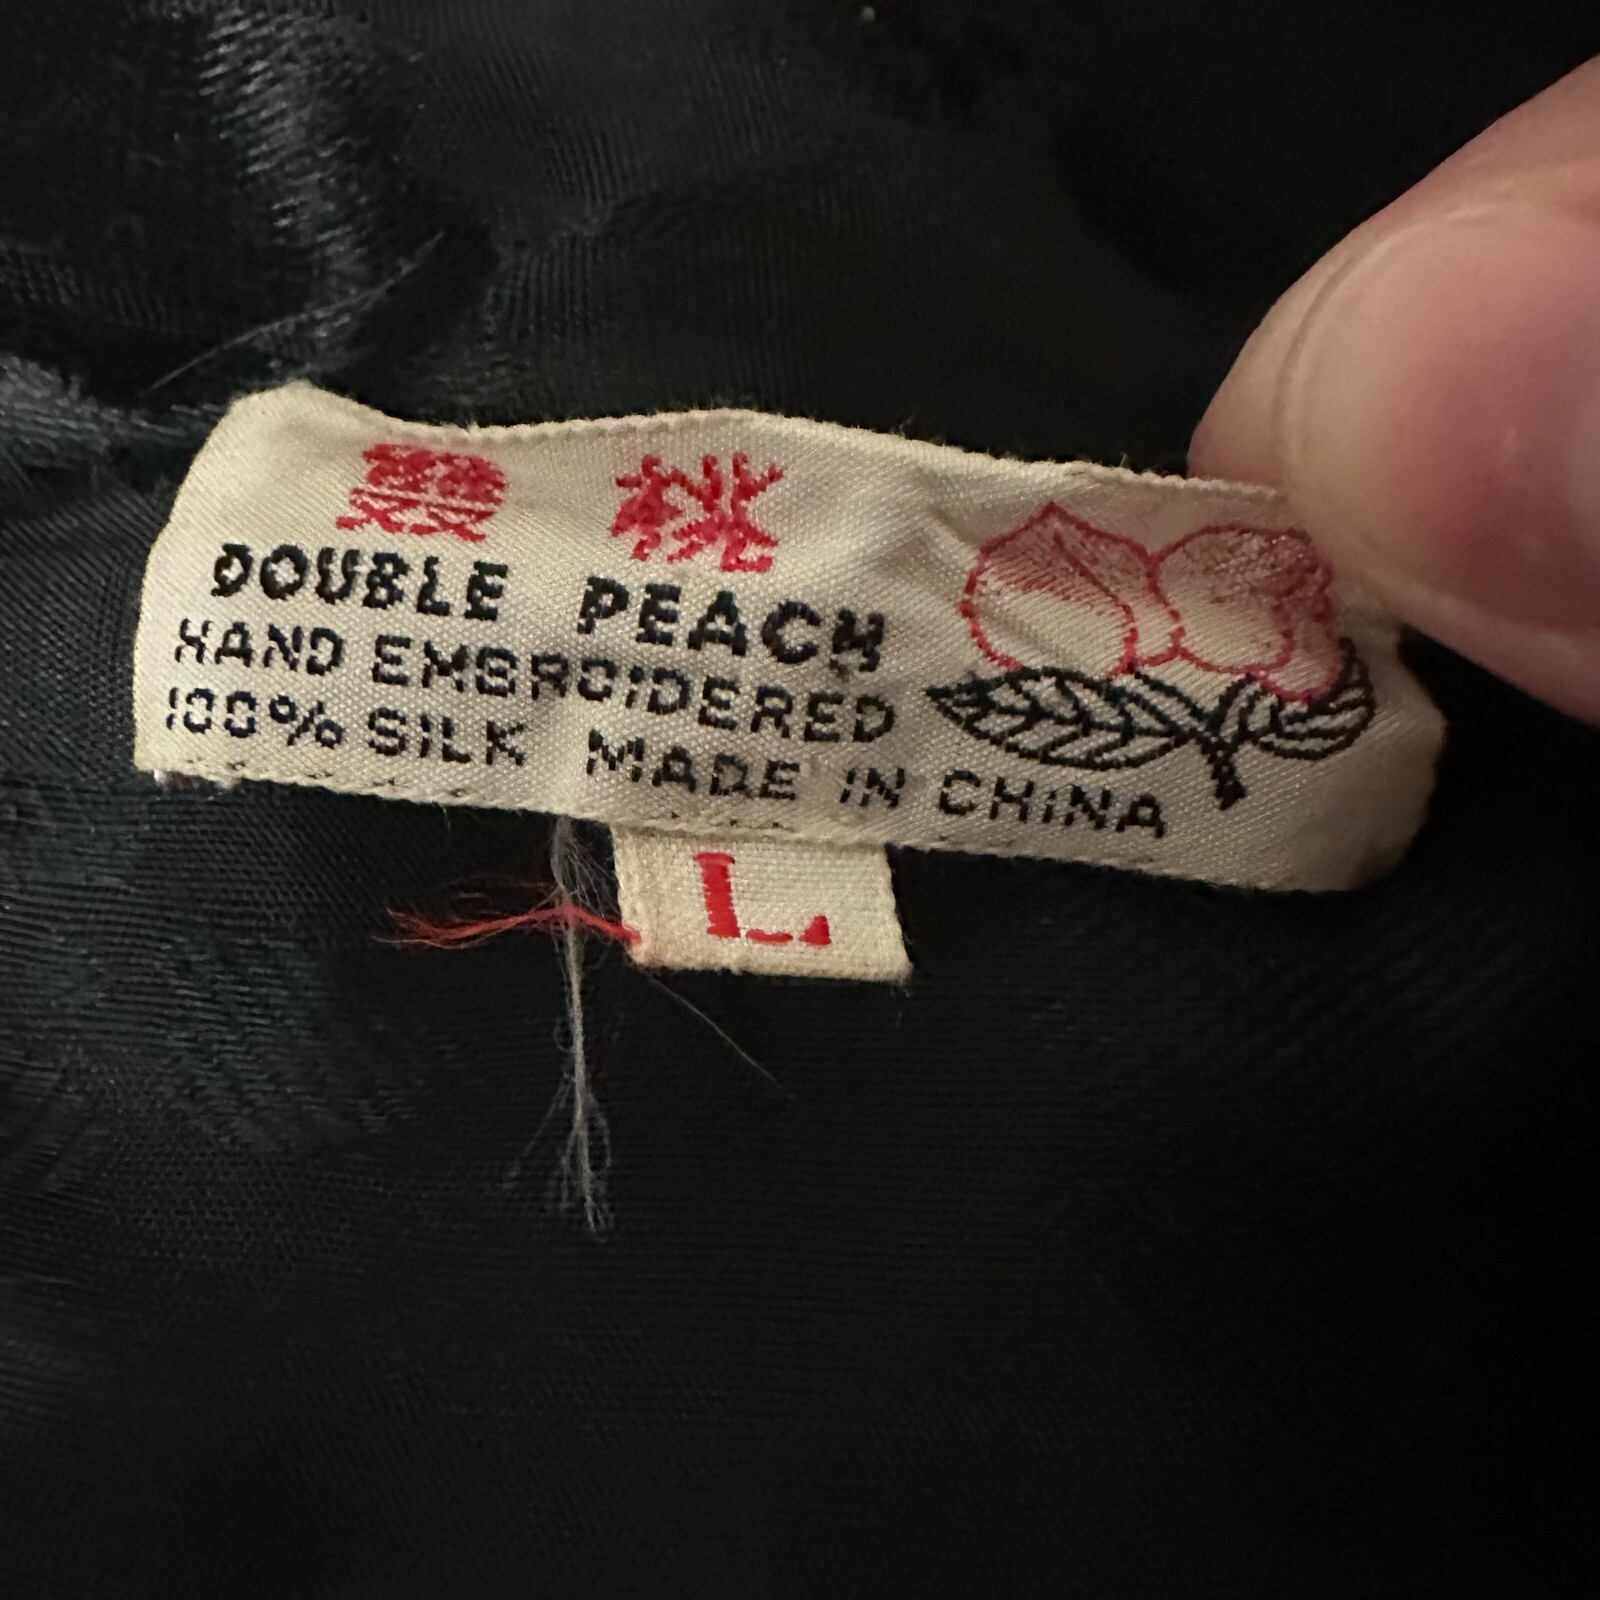 雙 桃
DOUBLE PEACH
HAND EMBROIDERED
100% SILK MADE IN CHINA
L